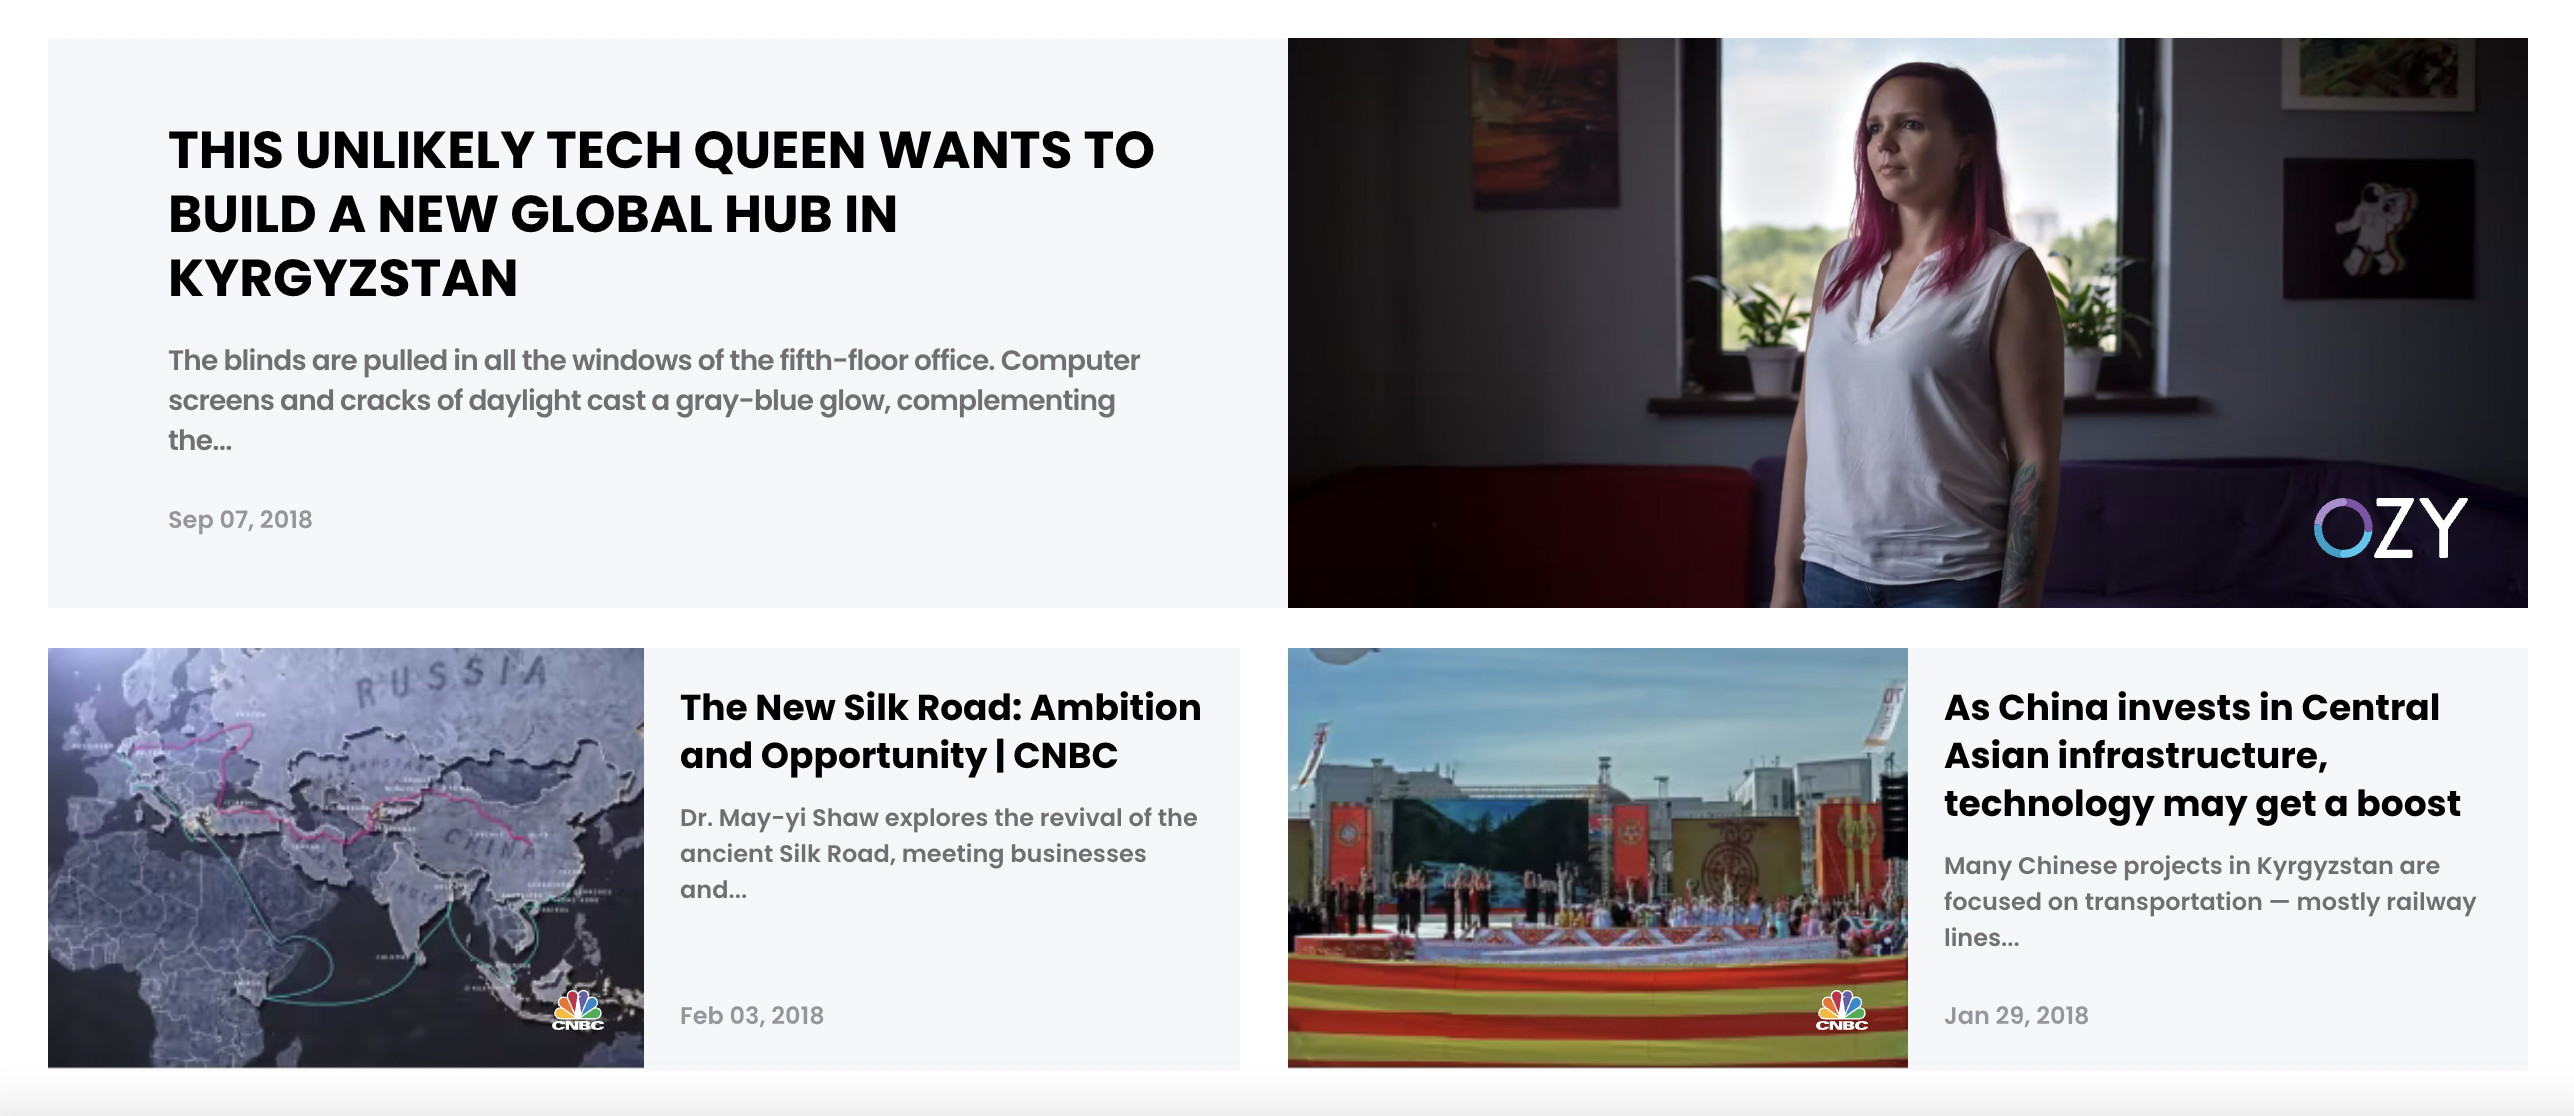 THIS UNLIKELY TECH QUEEN WANTS TO
BUILD A NEW GLOBAL HUB IN
KYRGYZSTAN
The blinds are pulled in all the windows of the fifth-floor office. Computer
screens and cracks of daylight cast a gray-blue glow, complementing
the...
Sep 07, 2018
OZY
RUSSIA
CHINA
INDIA
CNBC
The New Silk Road: Ambition
and Opportunity | CNBC
Dr. May-yi Shaw explores the revival of the
ancient Silk Road, meeting businesses
and...
Feb 03, 2018
CNBC
As China invests in Central
Asian infrastructure,
technology may get a boost
Many Chinese projects in Kyrgyzstan are
focused on transportation — mostly railway
lines...
Jan 29, 2018